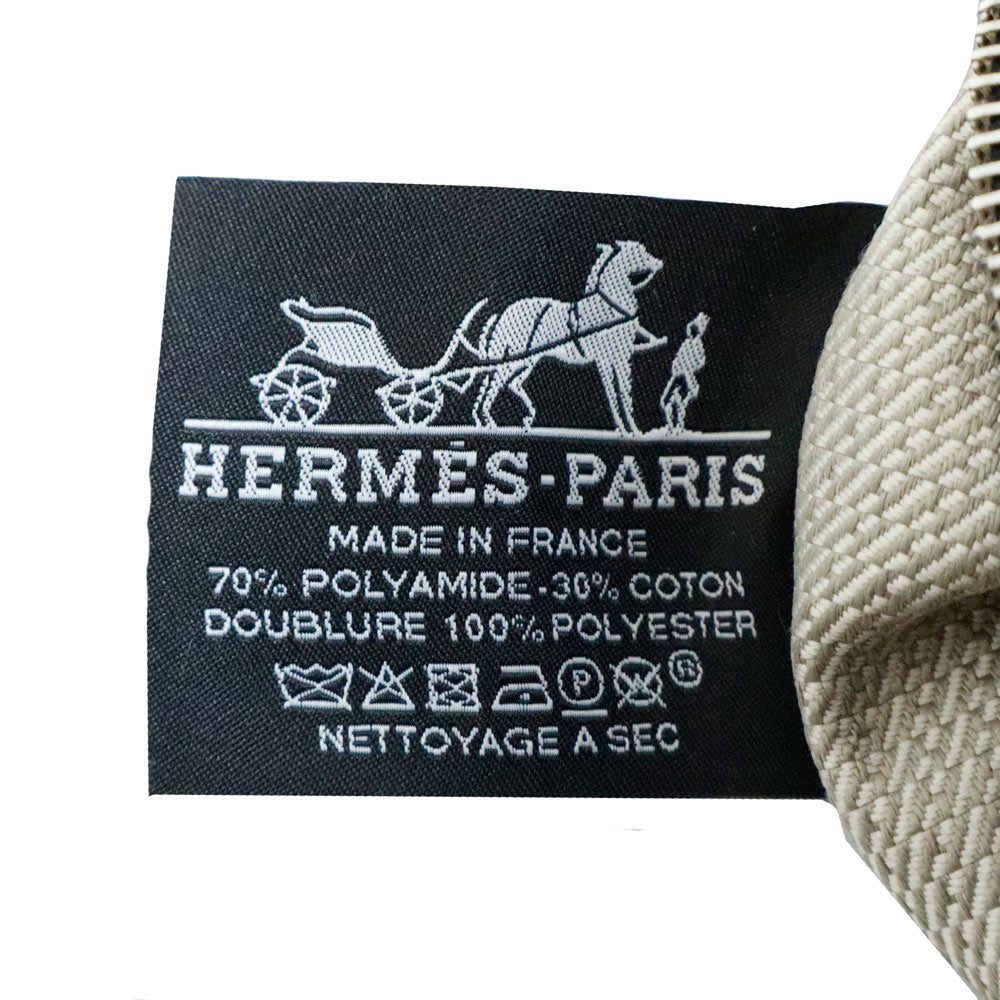 HERMÈS-PARIS
MADE IN FRANCE
70% POLYAMIDE-30% COTON
DOUBLURE 100% POLYESTER
P ®
NETTOYAGE A SEC